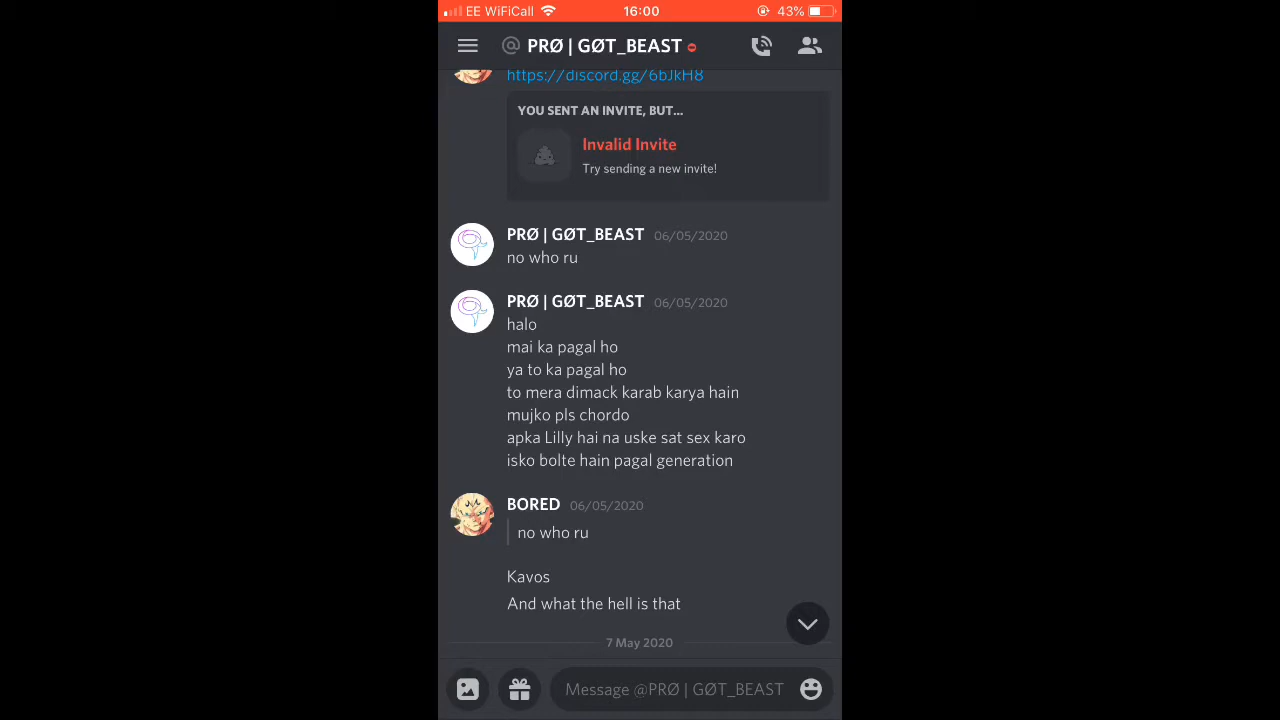 EE WiFiCall 16:00 43%
@ PRØ | GØT_BEAST
https://discord.gg/6bJkH8
YOU SENT AN INVITE, BUT...
Invalid Invite
Try sending a new invite!
PRØ | GØT_BEAST 06/05/2020
no who ru
PRØ | GØT_BEAST 06/05/2020
halo
mai ka pagal ho
ya to ka pagal ho
to mera dimack karab karya hain
mujko pls chordo
apka Lilly hai na uske sat sex karo
isko bolte hain pagal generation
BORED 06/05/2020
no who ru
Kavos
And what the hell is that
7 May 2020
Message @PRØ | GØT_BEAST